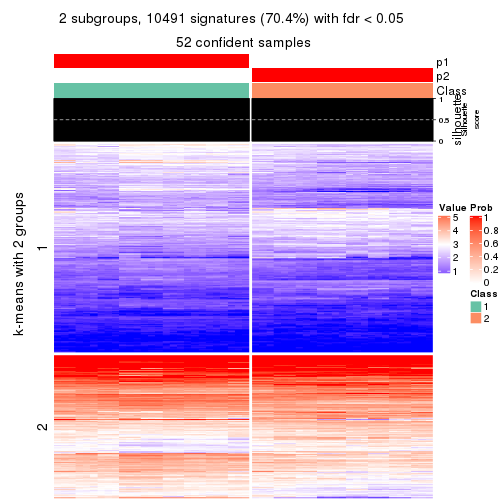 2 subgroups, 10491 signatures (70.4%) with fdr < 0.05
52 confident samples
p1
p2
Class
1
0.5
0
silhouette
Silhouette
score
k-means with 2 groups
1
2
Value
5
4
3
2
1
Prob
1
0.8
0.6
0.4
0.2
0
Class
1
2